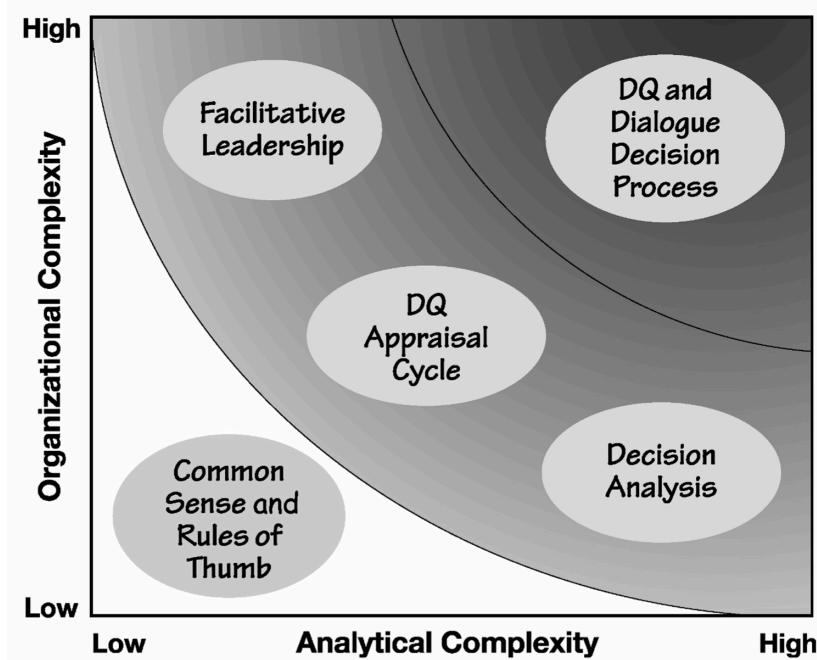 High
Facilitative
Leadership
DQ and
Dialogue
Decision
Process
Organizational Complexity
DQ
Appraisal
Cycle
Decision
Analysis
Common
Sense and
Rules of
Thumb
Low
Low
Analytical Complexity
High